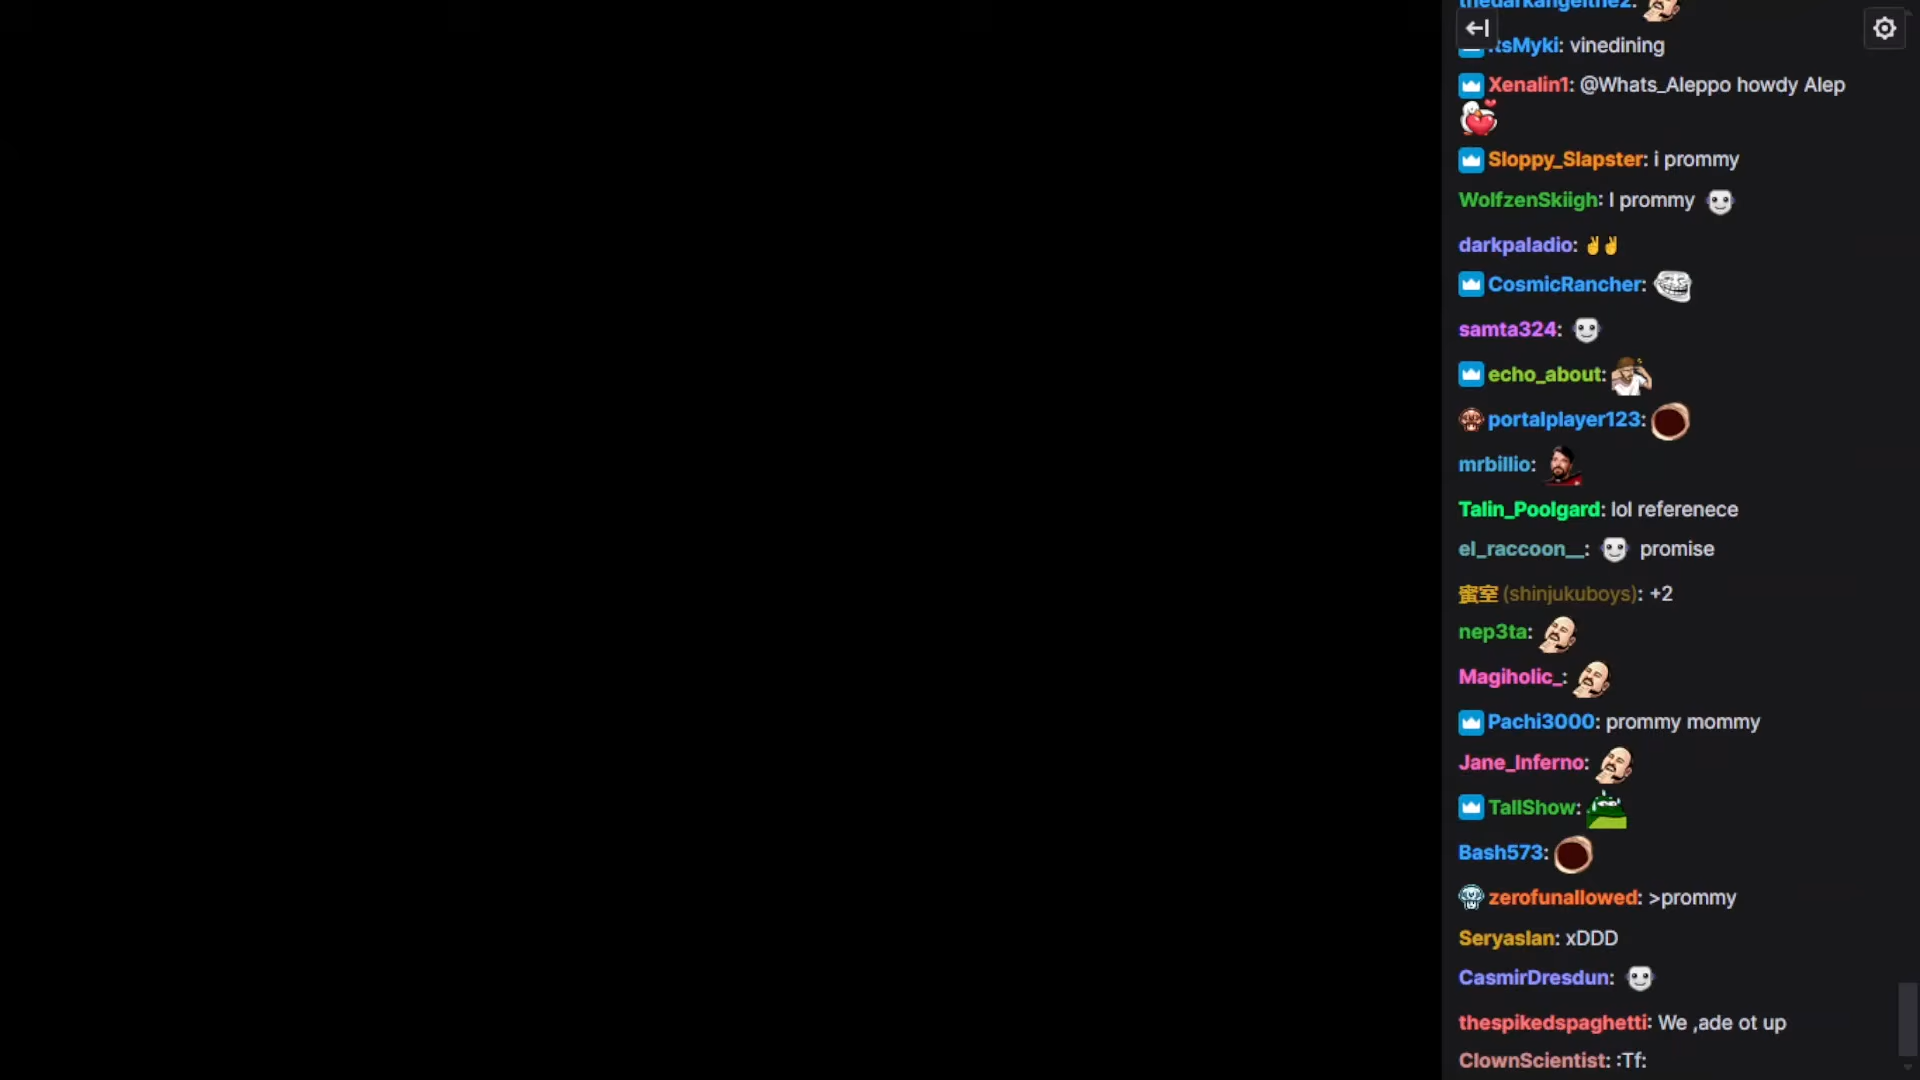 thedarkangelthe2:
itsMyki: vinedining
Xenalin1: @Whats_Aleppo howdy Alep
Sloppy_Slapster: i prommy
WolfzenSkiigh: I prommy
darkpaladio: ✌✌
CosmicRancher:
samta324:
echo_about:
portalplayer123:
mrbillio:
Talin_Poolgard: lol referenece
el_raccoon__: promise
蜜室 (shinjukuboys): +2
nep3ta:
Magiholic_:
Pachi3000: prommy mommy
Jane_Inferno:
TallShow:
Bash573:
zerofunallowed: >prommy
Seryaslan: xDDD
CasmirDresdun:
thespikedspaghetti: We ,ade ot up
ClownScientist: :Tf: